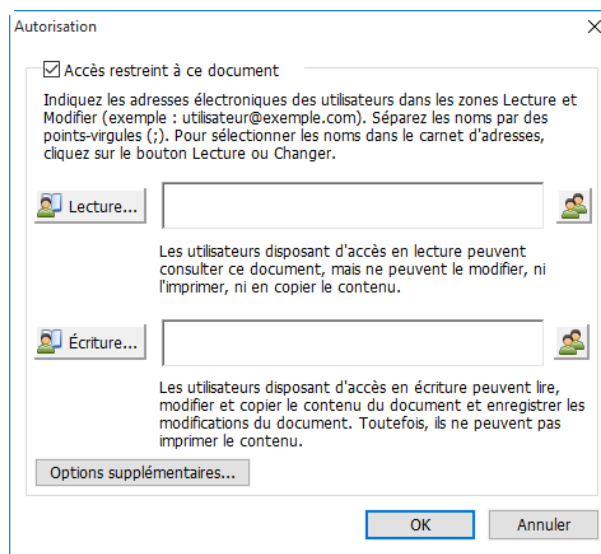 Autorisation
Accès restreint à ce document
Indiquez les adresses électroniques des utilisateurs dans les zones Lecture et
Modifier (exemple : utilisateur@exemple.com). Séparez les noms par des
points-virgules (;). Pour sélectionner les noms dans le carnet d'adresses,
cliquez sur le bouton Lecture ou Changer.
Lecture...
Les utilisateurs disposant d'accès en lecture peuvent
consulter ce document, mais ne peuvent le modifier, ni
l'imprimer, ni en copier le contenu.
Écriture...
Les utilisateurs disposant d'accès en écriture peuvent lire,
modifier et copier le contenu du document et enregistrer les
modifications du document. Toutefois, ils ne peuvent pas
imprimer le contenu.
Options supplémentaires...
OK Annuler